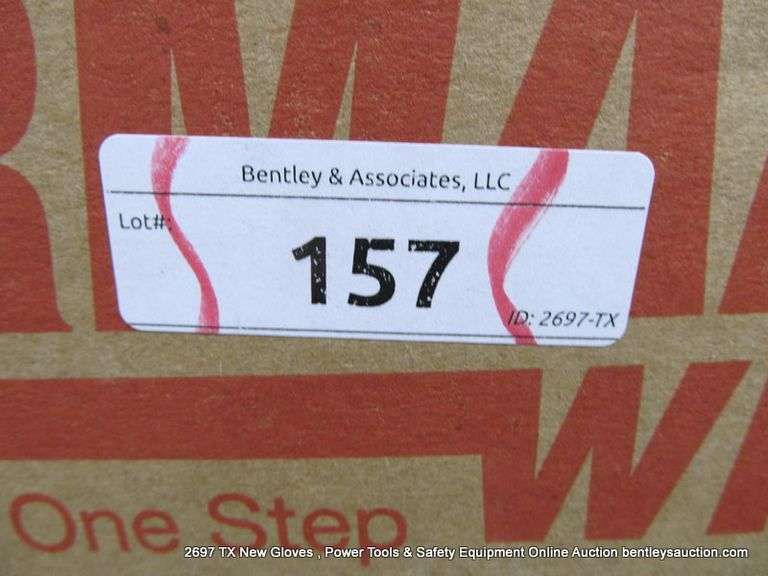 Bentley & Associates, LLC
Lot#:
157
ID: 2697-TX
One Step
2697 TX New Gloves , Power Tools & Safety Equipment Online Auction bentleysauction.com